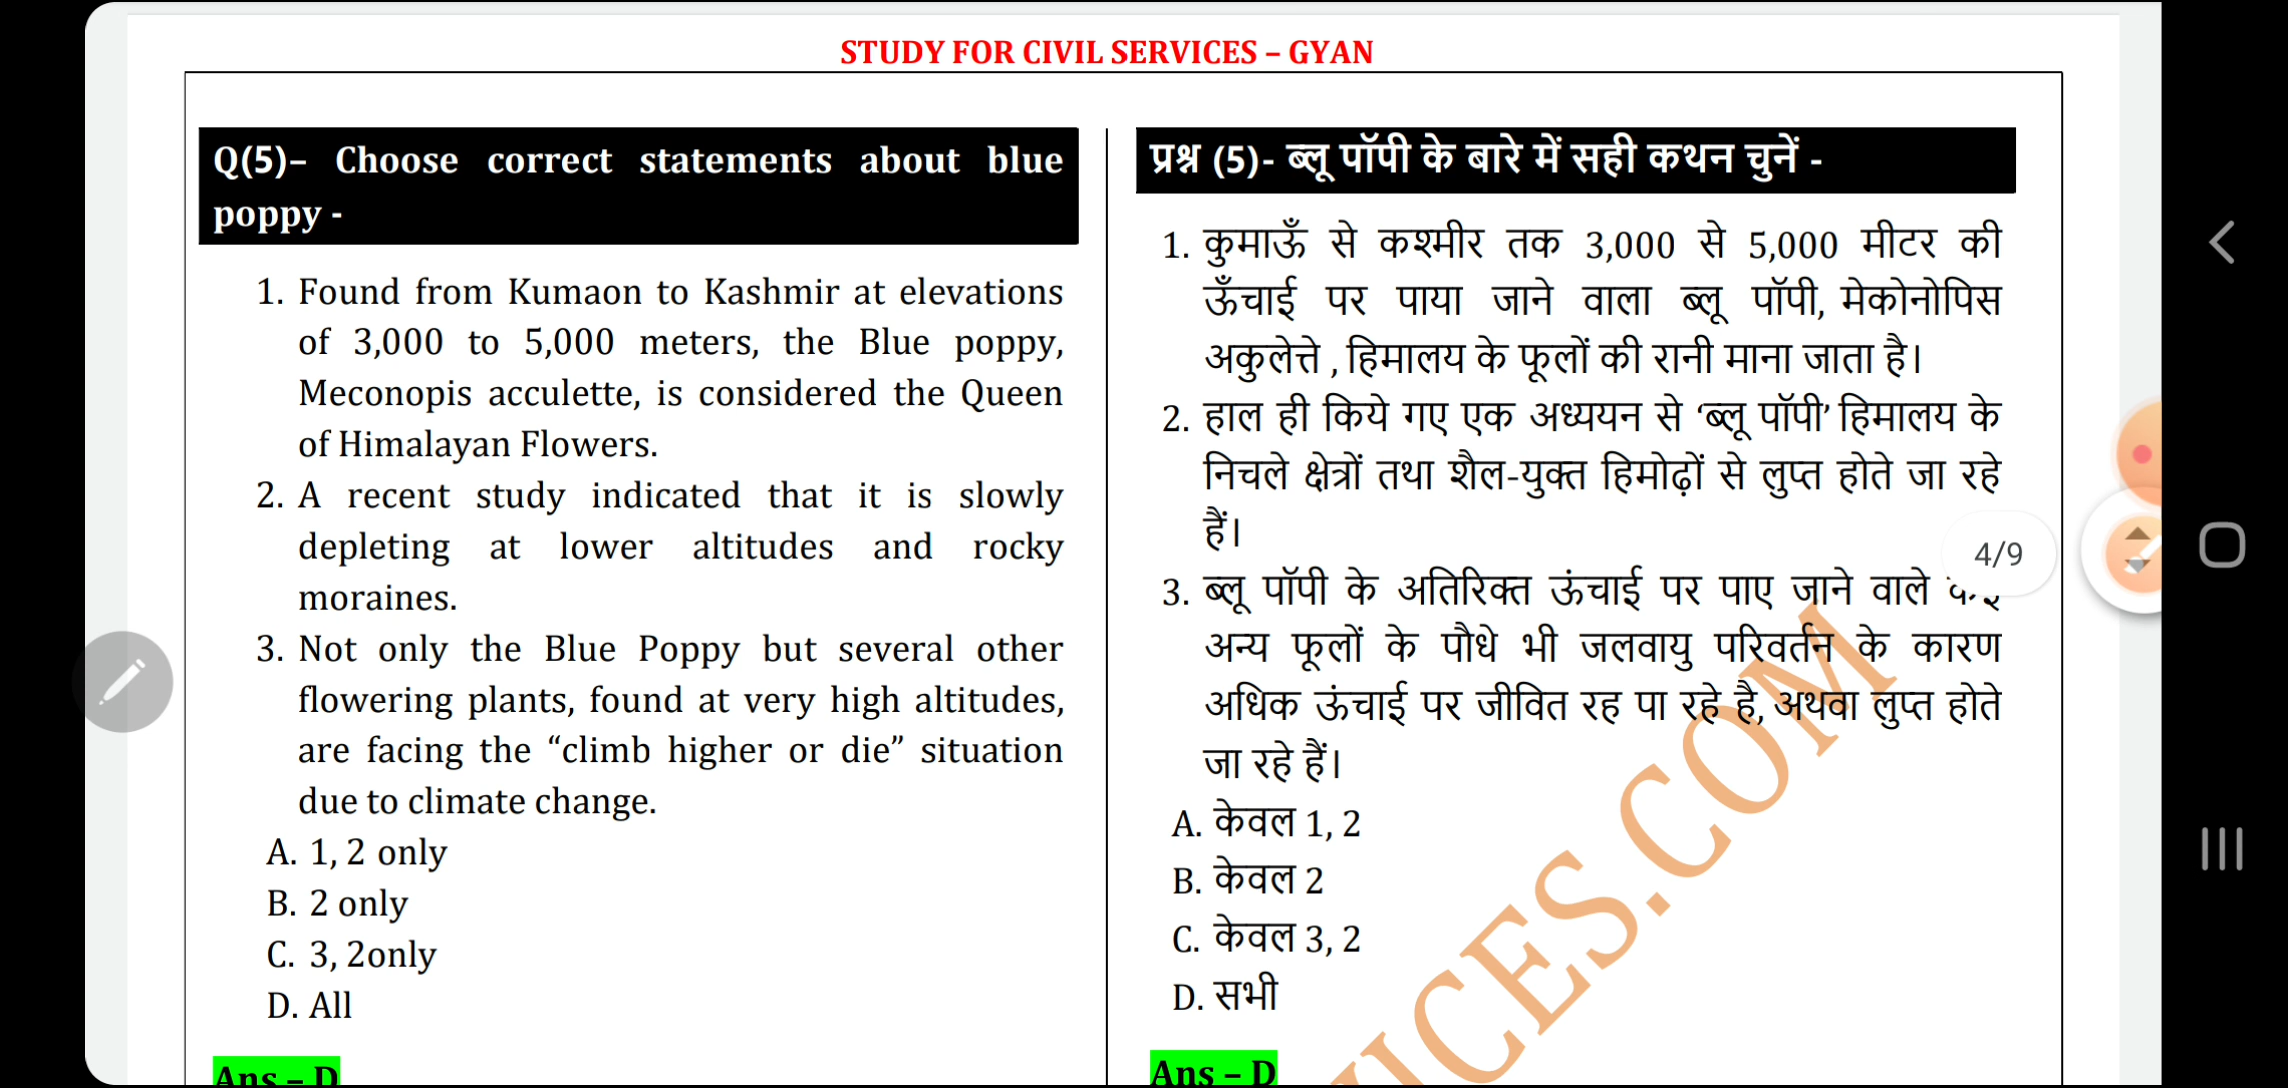 STUDY FOR CIVIL SERVICES – GYAN
Q(5)– Choose correct statements about blue
poppy -
1. Found from Kumaon to Kashmir at elevations
of 3,000 to 5,000 meters, the Blue poppy,
Meconopis acculette, is considered the Queen
of Himalayan Flowers.
2. A recent study indicated that it is slowly
depleting at lower altitudes and rocky
moraines.
3. Not only the Blue Poppy but several other
flowering plants, found at very high altitudes,
are facing the “climb higher or die” situation
due to climate change.
A. 1, 2 only
B. 2 only
C. 3, 2only
D. All
Ans – D
प्रश्न (5)- ब्लू पॉपी के बारे में सही कथन चुनें -
1. कुमाऊँ से कश्मीर तक 3,000 से 5,000 मीटर की
ऊँचाई पर पाया जाने वाला ब्लू पॉपी, मेकोनोपिस
अकुलेत्ते , हिमालय के फूलों की रानी माना जाता है।
2. हाल ही किये गए एक अध्ययन से ‘ब्लू पॉपी’ हिमालय के
निचले क्षेत्रों तथा शैल-युक्त हिमोढ़ों से लुप्त होते जा रहे
हैं।
3. ब्लू पॉपी के अतिरिक्त ऊंचाई पर पाए जाने वाले
अन्य फूलों के पौधे भी जलवायु परिवर्तन के कारण
अधिक ऊंचाई पर जीवित रह पा रहे है, अथवा लुप्त होते
जा रहे हैं।
A. केवल 1, 2
B. केवल 2
C. केवल 3, 2
D. सभी
Ans – D
4/9
ICES.COM